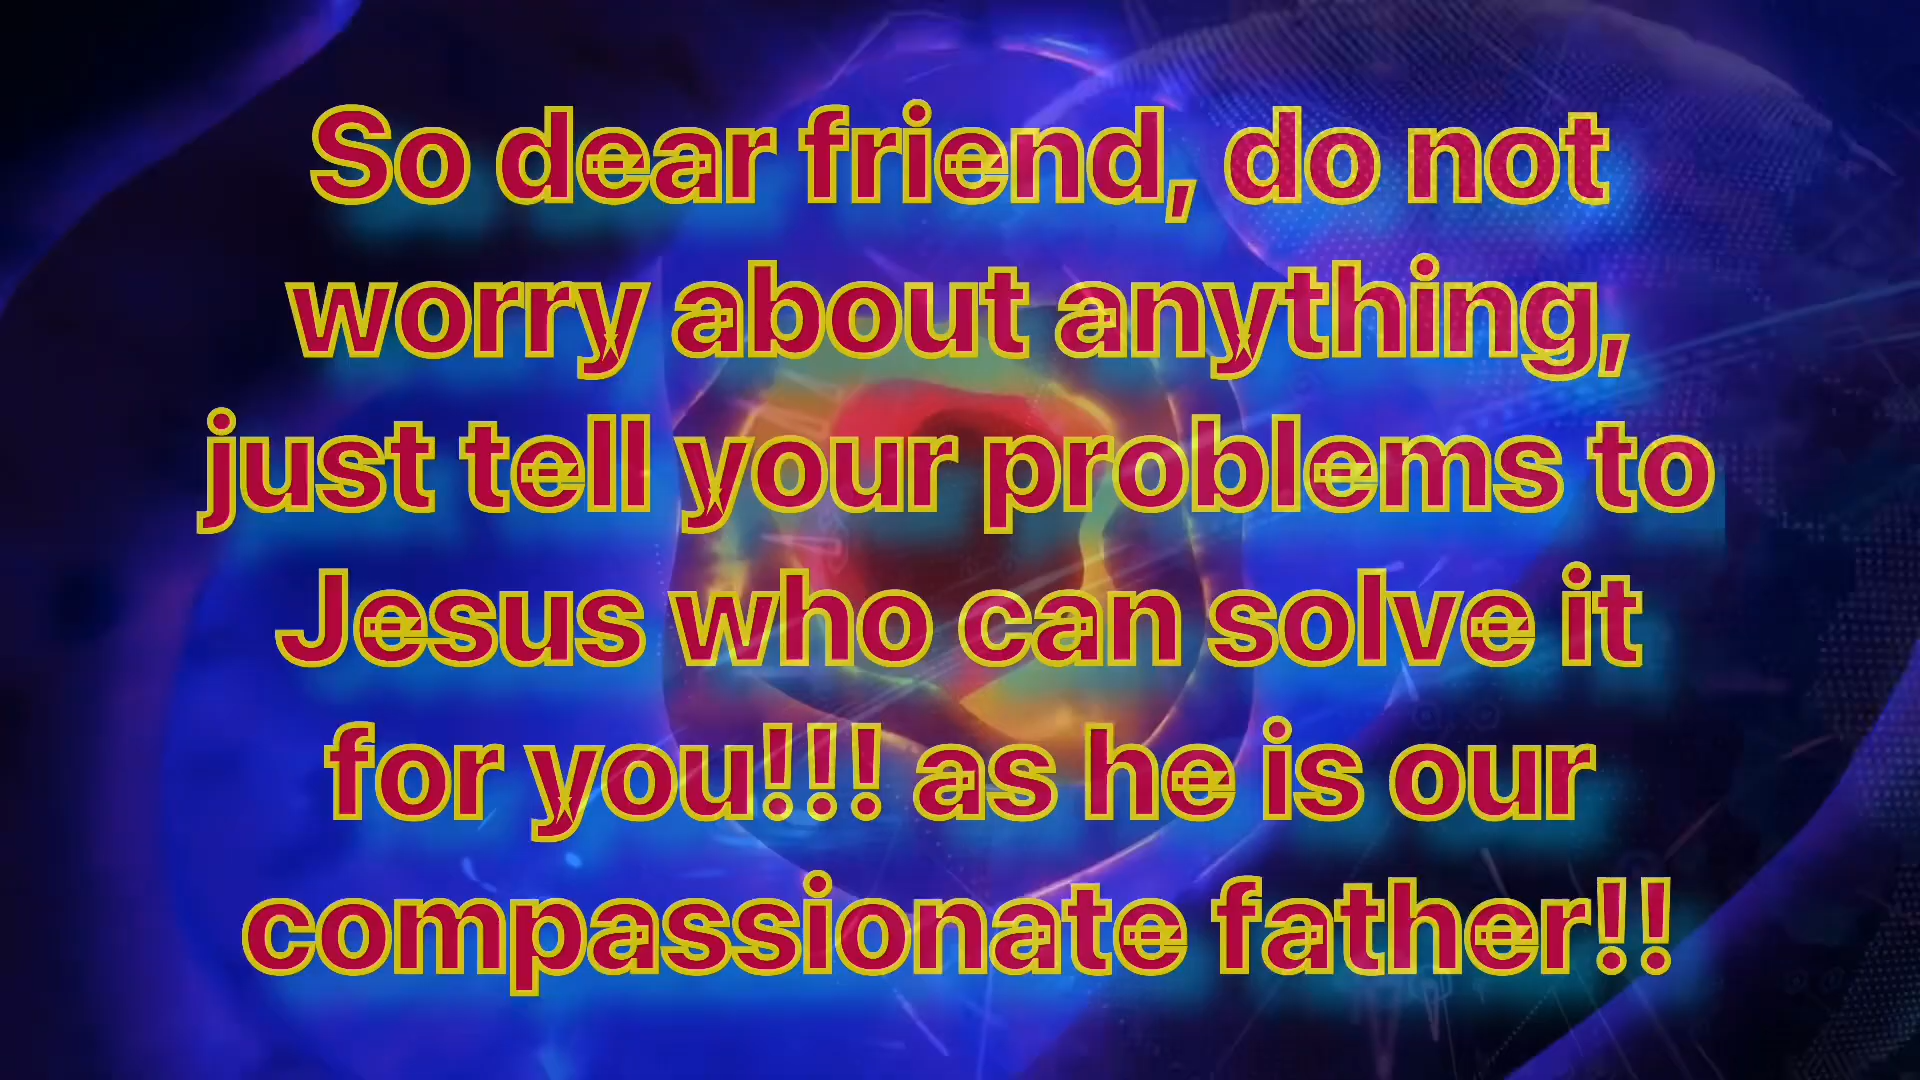 So dear friend, do not
worry about anything,
just tell your problems to
Jesus who can solve it
for you!!! as he is our
compassionate father!!